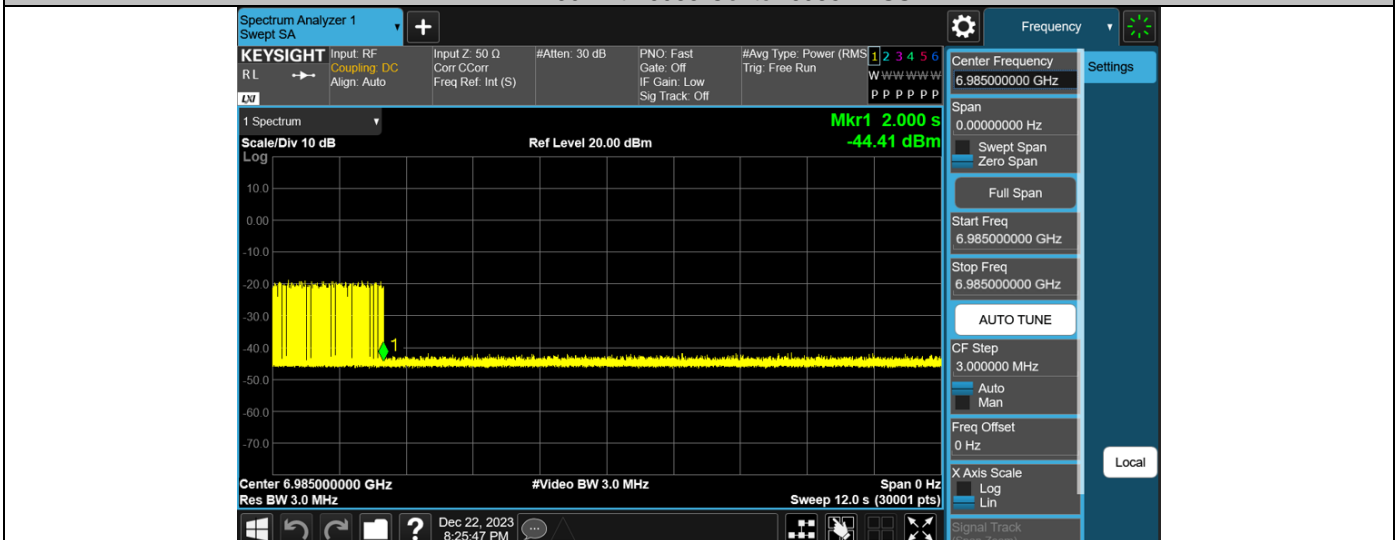 Spectrum Analyzer 1
Swept SA
+
Frequency
KEYSIGHT
RL
LXI
Input: RF
Coupling: DC
Align: Auto
Input Z: 50 Ω
Corr CCorr
Freq Ref: Int (S)
#Atten: 30 dB
PNO: Fast
Gate: Off
IF Gain: Low
Sig Track: Off
#Avg Type: Power (RMS
Trig: Free Run
1 2 3 4 5 6
W W W W W W
P P P P P P
Center Frequency
6.985000000 GHz
Settings
1 Spectrum
Mkr1 2.000 s
Scale/Div 10 dB
Ref Level 20.00 dBm
-44.41 dBm
Log
10.0
0.00
-10.0
-20.0
-30.0
-40.0
-50.0
-60.0
-70.0
1
Center 6.985000000 GHz
#Video BW 3.0 MHz
Span 0 Hz
Res BW 3.0 MHz
Sweep 12.0 s (30001 pts)
Span
0.00000000 Hz
Swept Span
Zero Span
Full Span
Start Freq
6.985000000 GHz
Stop Freq
6.985000000 GHz
AUTO TUNE
CF Step
3.000000 MHz
Auto
Man
Freq Offset
0 Hz
X Axis Scale
Log
Lin
Signal Track
Local
?
Dec 22, 2023
8:25:47 PM